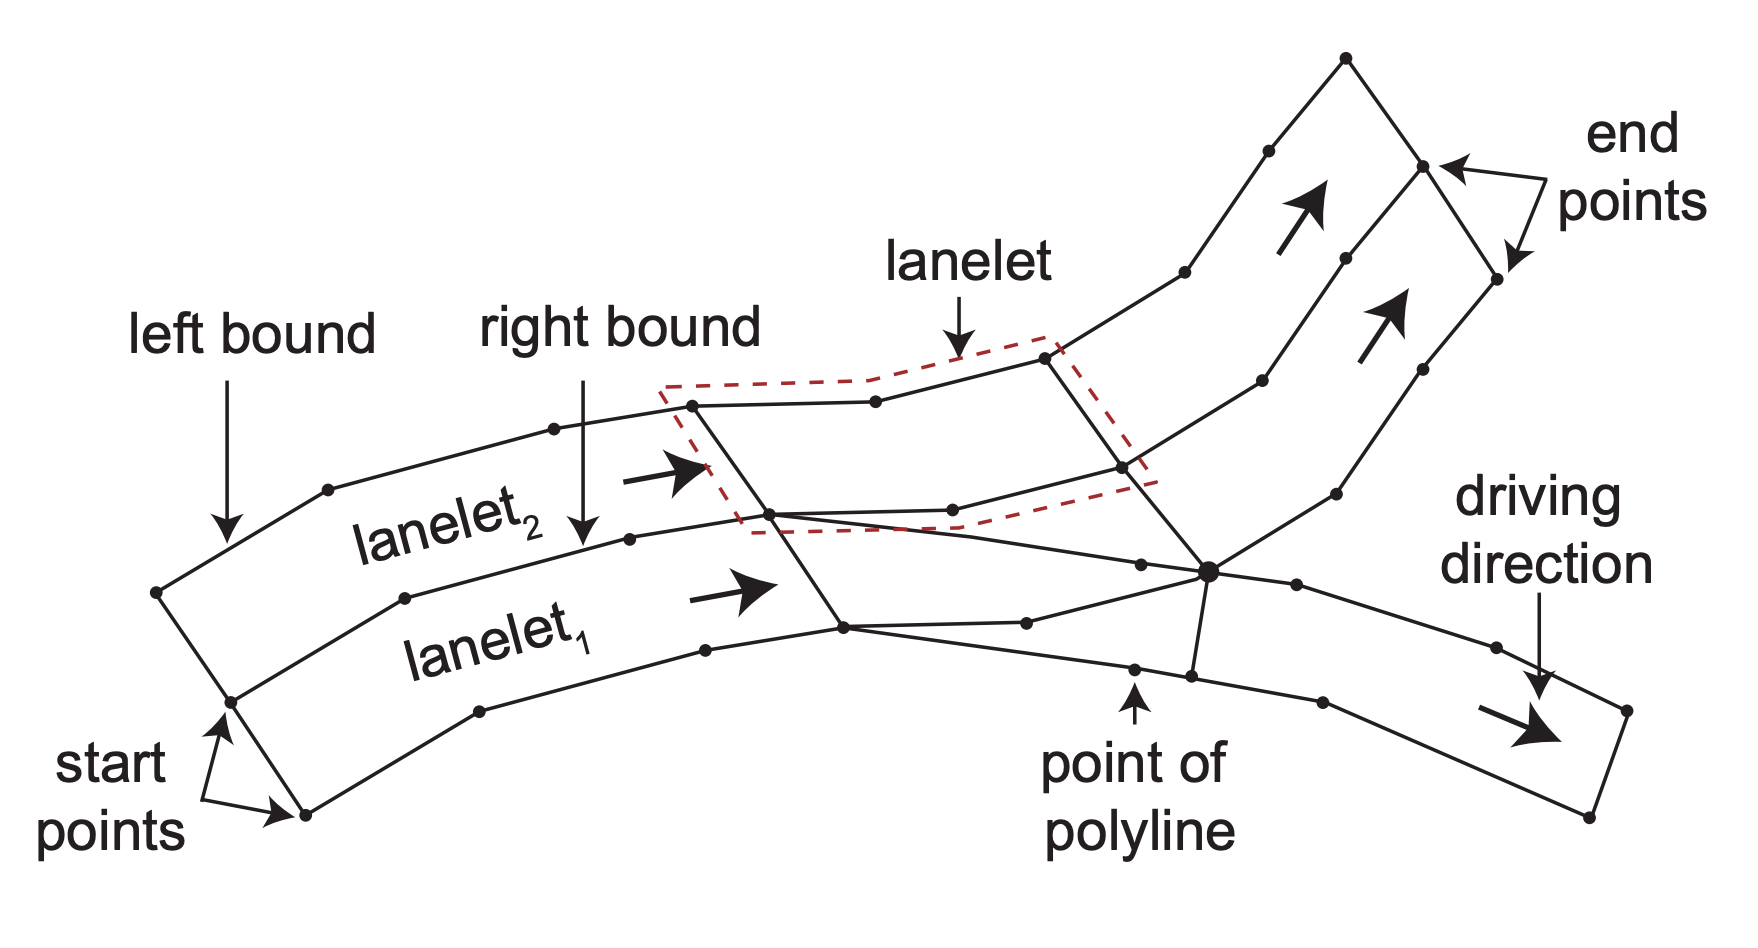 end
points
lanelet
left bound
right bound
lanelet₂
driving
direction
lanelet₁
start
points
point of
polyline